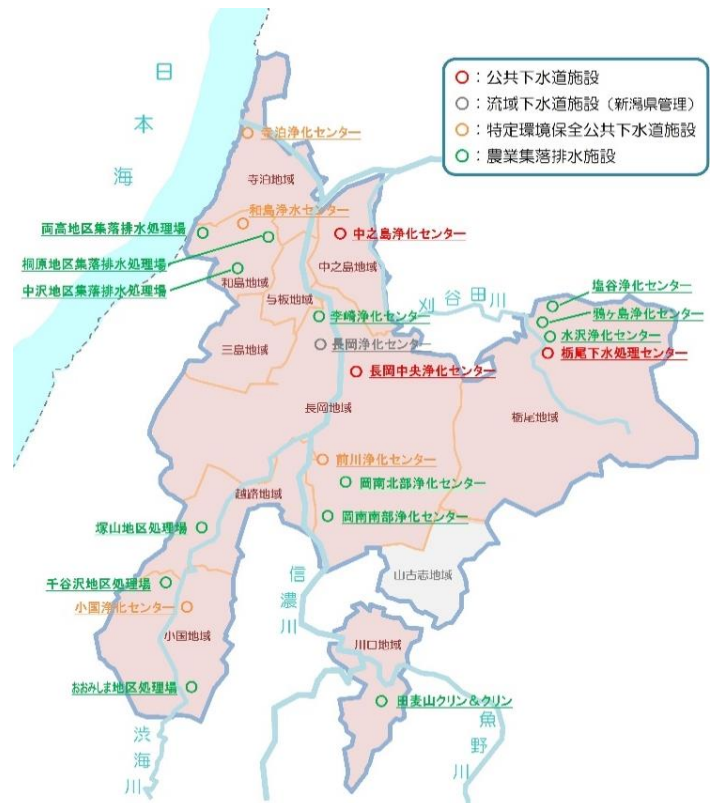 日本海
○：公共下水道施設
○：流域下水道施設（新潟県管理）
○：特定環境保全公共下水道施設
○：農業集落排水施設
寺泊浄化センター
寺泊地域
和島浄水センター
両高地区集落排水処理場
中之島浄化センター
桐原地区集落排水処理場
中之島地域
中沢地区集落排水処理場
和島地域
与板地域
刈谷田川
塩谷浄化センター
鴉ヶ島浄化センター
李崎浄化センター
水沢浄化センター
三島地域
長岡浄化センター
栃尾下水処理センター
長岡中央浄化センター
長岡地域
栃尾地域
前川浄化センター
岡南北部浄化センター
越路地域
岡南南部浄化センター
塚山地区処理場
山古志地域
千谷沢地区処理場
信濃川
小国浄化センター
小国地域
川口地域
おおみしま地区処理場
田麦山クリン&クリン
渋海川
魚野川